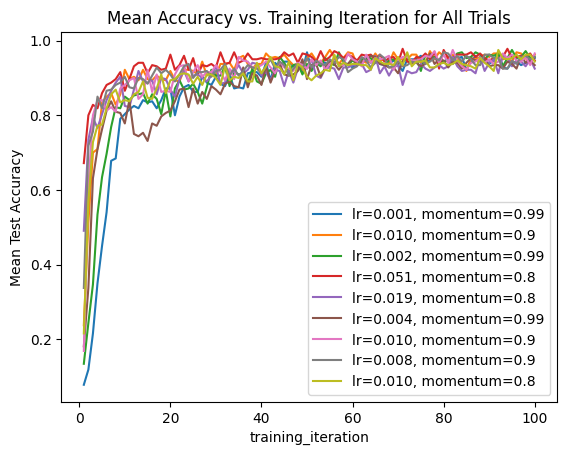 Mean Accuracy vs. Training Iteration for All Trials
Mean Test Accuracy
1.0
0.8
0.6
0.4
0.2
lr=0.001, momentum=0.99
lr=0.010, momentum=0.9
lr=0.002, momentum=0.99
lr=0.051, momentum=0.8
lr=0.019, momentum=0.8
lr=0.004, momentum=0.99
lr=0.010, momentum=0.9
lr=0.008, momentum=0.9
lr=0.010, momentum=0.8
0 20 40 60 80 100
training_iteration